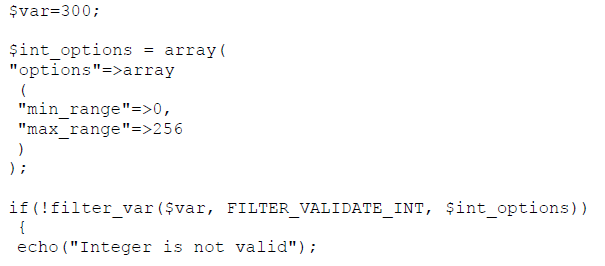 $var=300;
$int_options = array(
"options"=>array
(
"min_range"=>0,
"max_range"=>256
)
);
if(!filter_var($var, FILTER_VALIDATE_INT, $int_options))
{
echo("Integer is not valid");